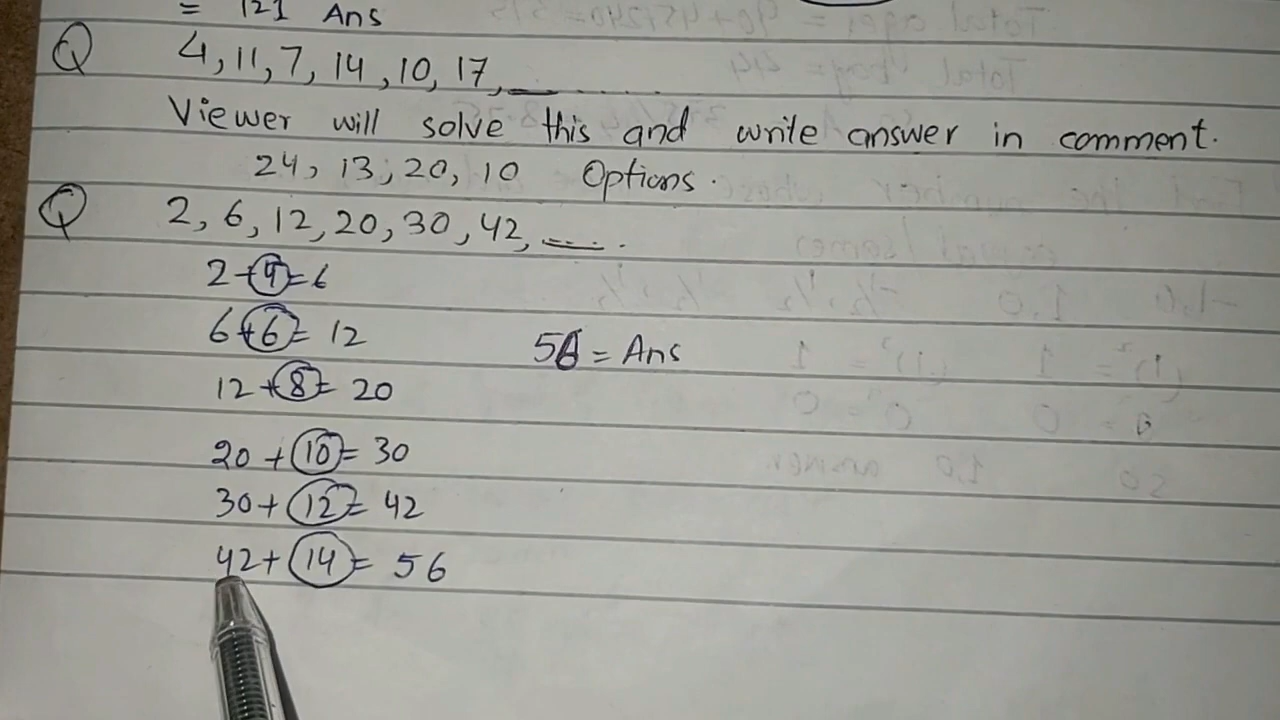 = 121 Ans
Q 4, 11, 7, 14, 10, 17, ___ .....
Viewer will solve this and write answer in comment.
24, 13, 20, 10 Options.
Q 2, 6, 12, 20, 30, 42, ___.
2+4=6
6+6= 12
56 = Ans
12+8= 20
20+10= 30
30+12= 42
42+14= 56